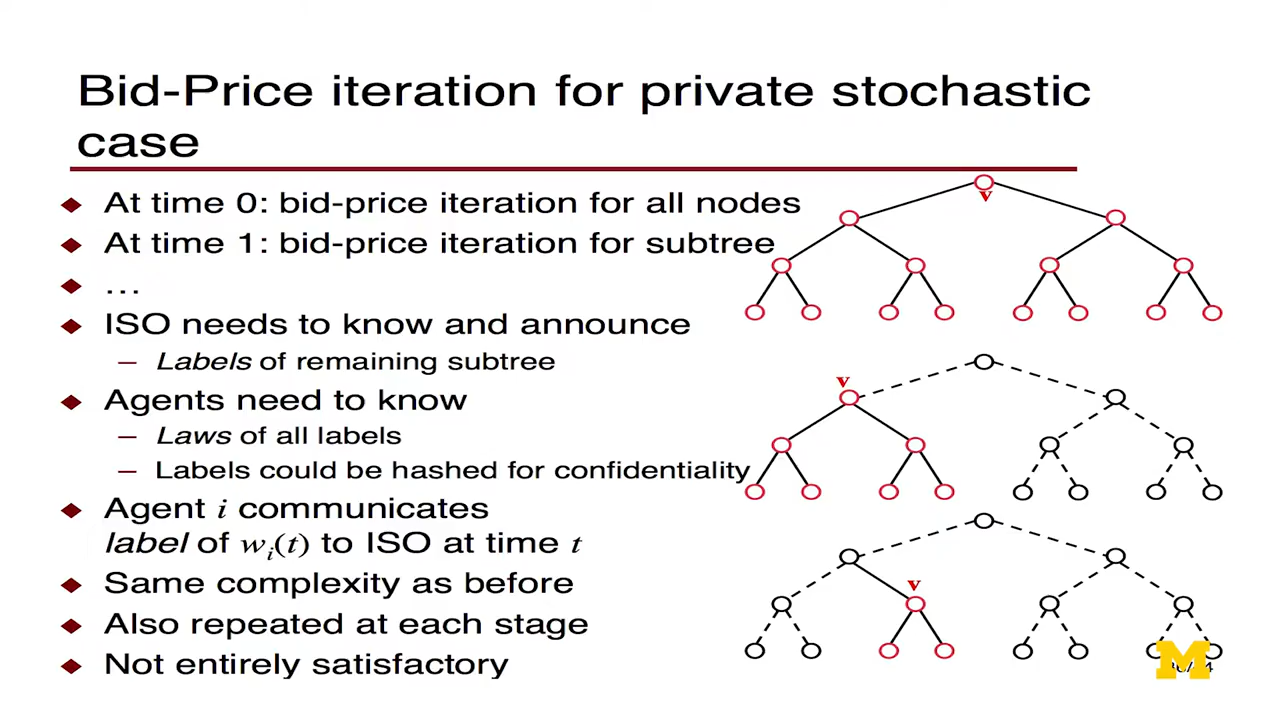 Bid-Price iteration for private stochastic
case
At time 0: bid-price iteration for all nodes
At time 1: bid-price iteration for subtree
…
ISO needs to know and announce
– Labels of remaining subtree
Agents need to know
– Laws of all labels
– Labels could be hashed for confidentiality
Agent i communicates
label of wi(t) to ISO at time t
Same complexity as before
Also repeated at each stage
Not entirely satisfactory
v
v
v
M